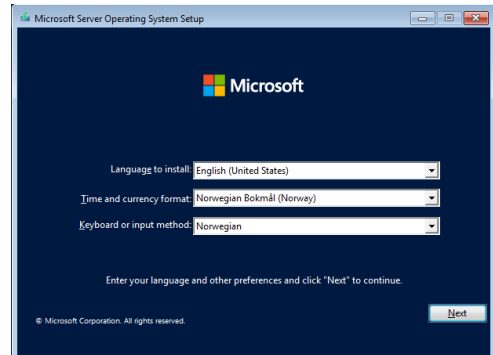 Microsoft Server Operating System Setup
Microsoft
Language to install: English (United States)
Time and currency format: Norwegian Bokmål (Norway)
Keyboard or input method: Norwegian
Enter your language and other preferences and click "Next" to continue.
Next
© Microsoft Corporation. All rights reserved.